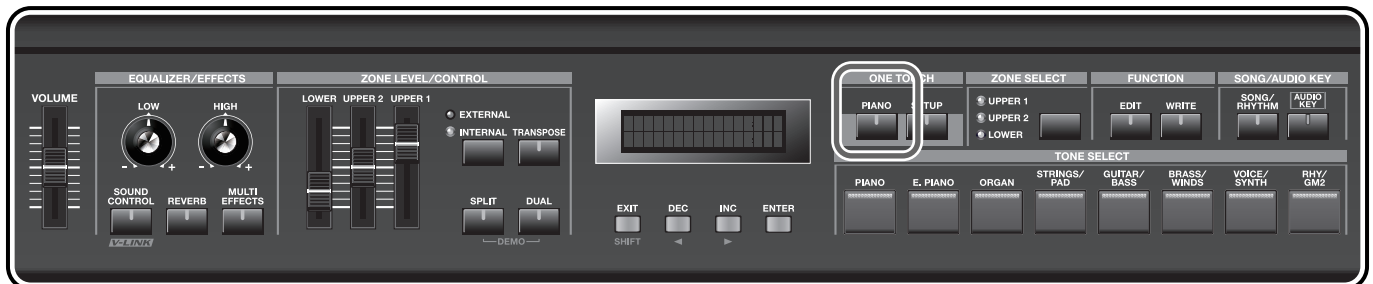 EQUALIZER/EFFECTS
ZONE LEVEL/CONTROL
ONE TOUCH
ZONE SELECT
FUNCTION
SONG/AUDIO KEY
VOLUME
LOW
HIGH
- +
- +
LOWER UPPER 2 UPPER 1
EXTERNAL
INTERNAL TRANSPOSE
PIANO
SETUP
UPPER 1
UPPER 2
LOWER
EDIT
WRITE
SONG/
RHYTHM
AUDIO
KEY
TONE SELECT
SOUND
CONTROL
REVERB
MULTI
EFFECTS
V-LINK
SPLIT
DUAL
DEMO
EXIT
DEC
INC
ENTER
SHIFT
PIANO
E. PIANO
ORGAN
STRINGS/
PAD
GUITAR/
BASS
BRASS/
WINDS
VOICE/
SYNTH
RHY/
GM2